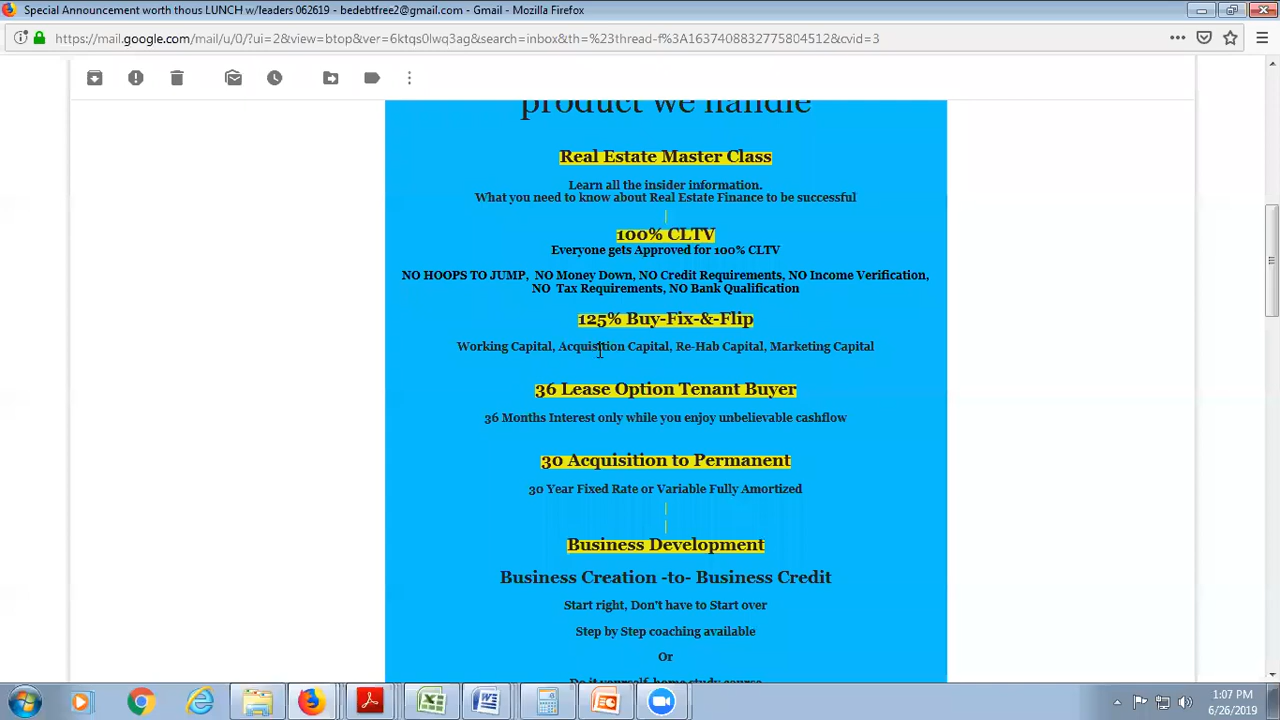 Special Announcement worth thous LUNCH w/leaders 062619 - bedebtfree2@gmail.com - Gmail - Mozilla Firefox
https://mail.google.com/mail/u/0/?ui=2&view=btop&ver=6ktqs0lwq3ag&search=inbox&th=%23thread-f%3A1637408832775804512&cvid=3
product we handle
Real Estate Master Class
Learn all the insider information.
What you need to know about Real Estate Finance to be successful
100% CLTV
Everyone gets Approved for 100% CLTV
NO HOOPS TO JUMP, NO Money Down, NO Credit Requirements, NO Income Verification,
NO Tax Requirements, NO Bank Qualification
125% Buy-Fix-&-Flip
Working Capital, Acquisition Capital, Re-Hab Capital, Marketing Capital
36 Lease Option Tenant Buyer
36 Months Interest only while you enjoy unbelievable cashflow
30 Acquisition to Permanent
30 Year Fixed Rate or Variable Fully Amortized
Business Development
Business Creation -to- Business Credit
Start right, Don't have to Start over
Step by Step coaching available
Or
Do it yourself home study course
1:07 PM
6/26/2019